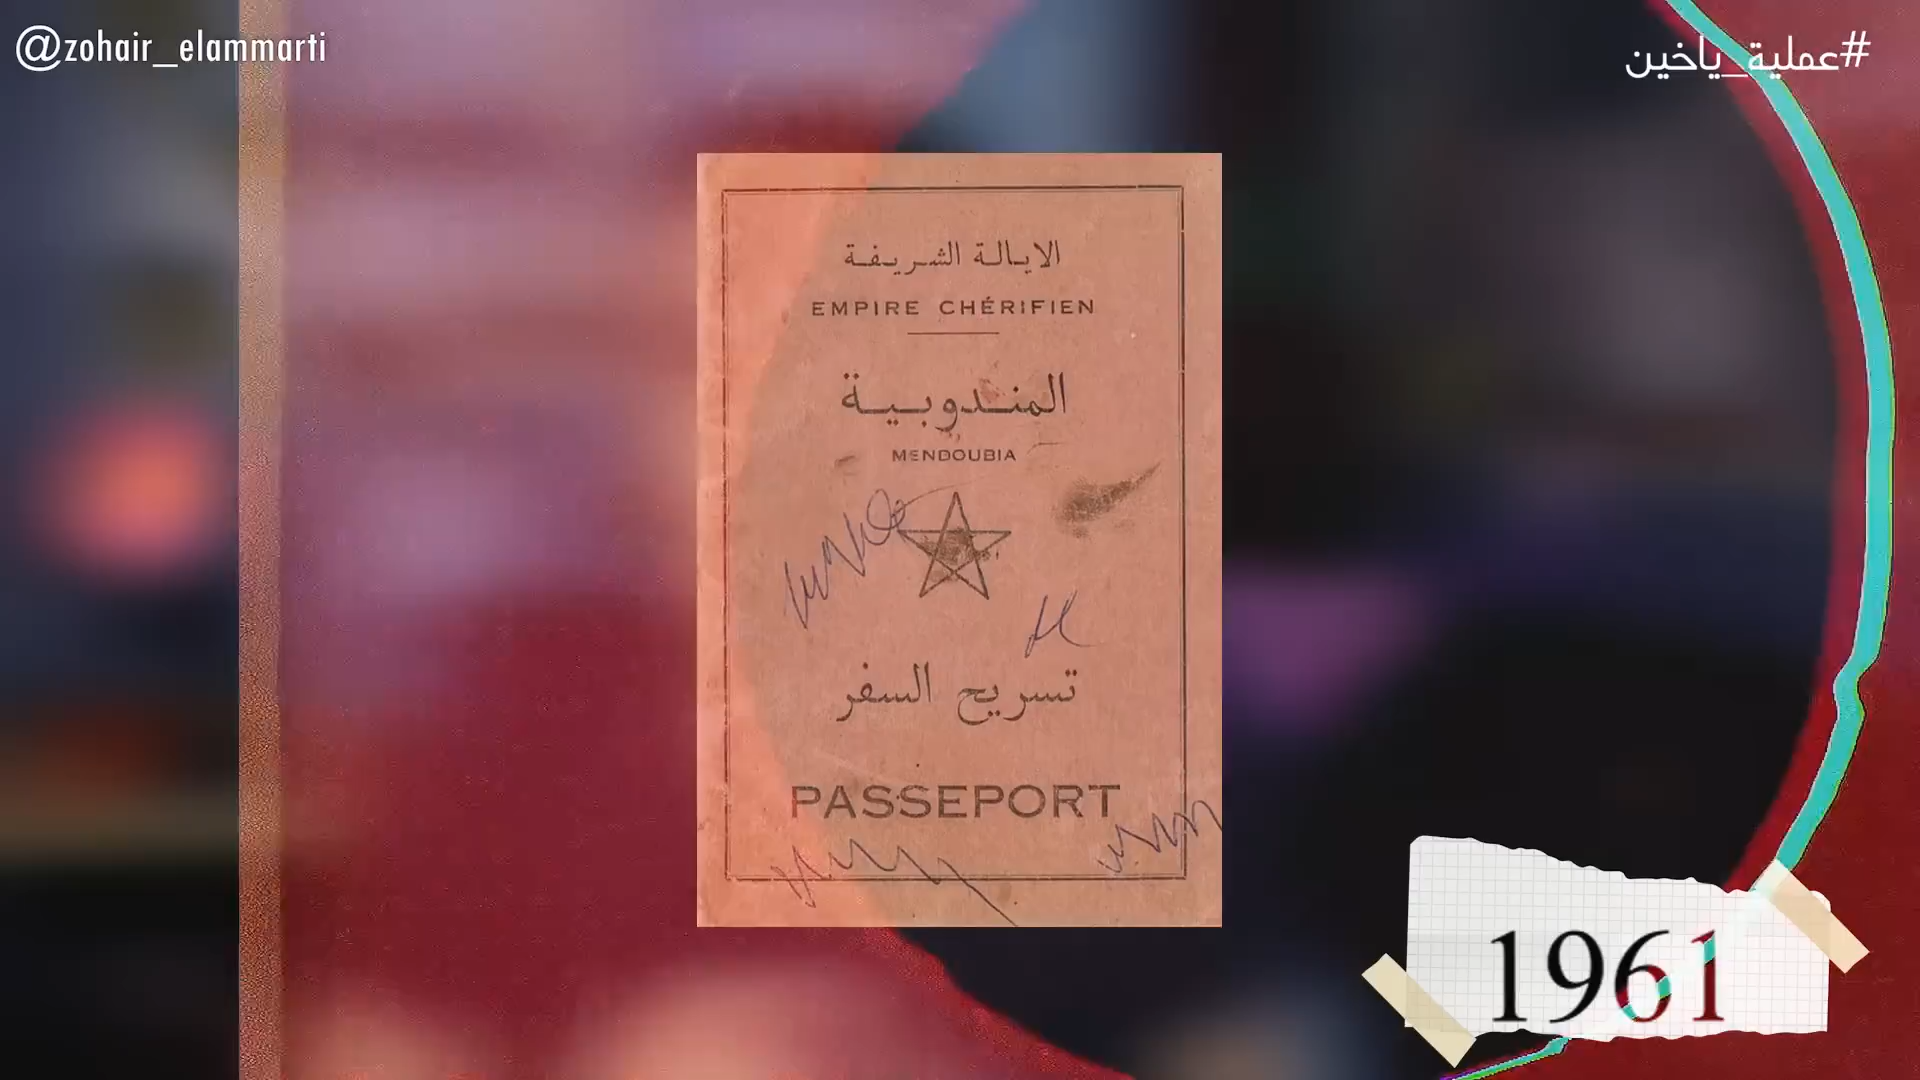 @zohair_elammarti
#عملية_ياخين
الايالة الشريفة
EMPIRE CHÉRIFIEN
المندوبية
MENDOUBIA
تسريح السفر
PASSEPORT
1961